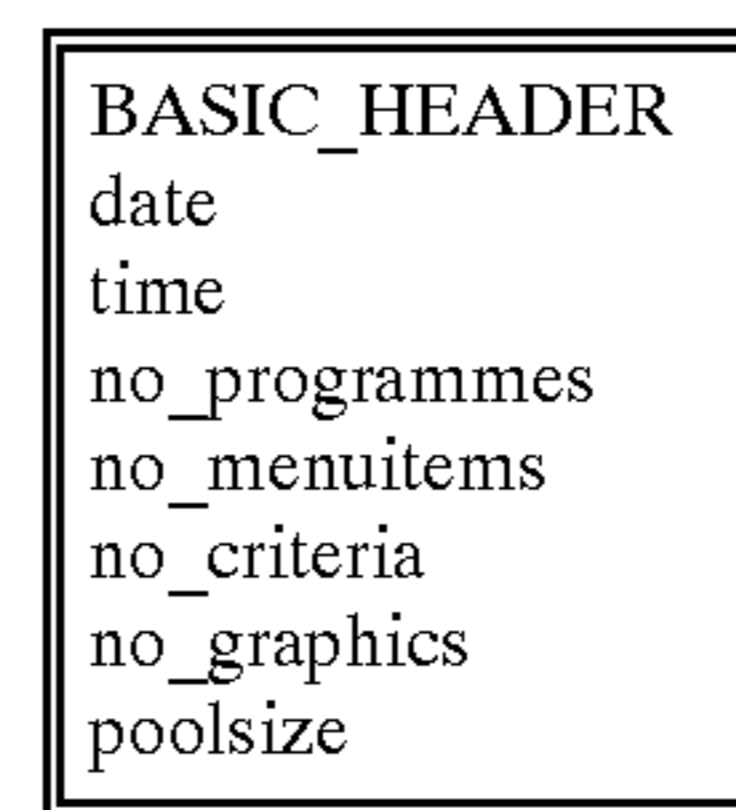 BASIC_HEADER
date
time
no_programmes
no_menuitems
no_criteria
no_graphics
poolsize